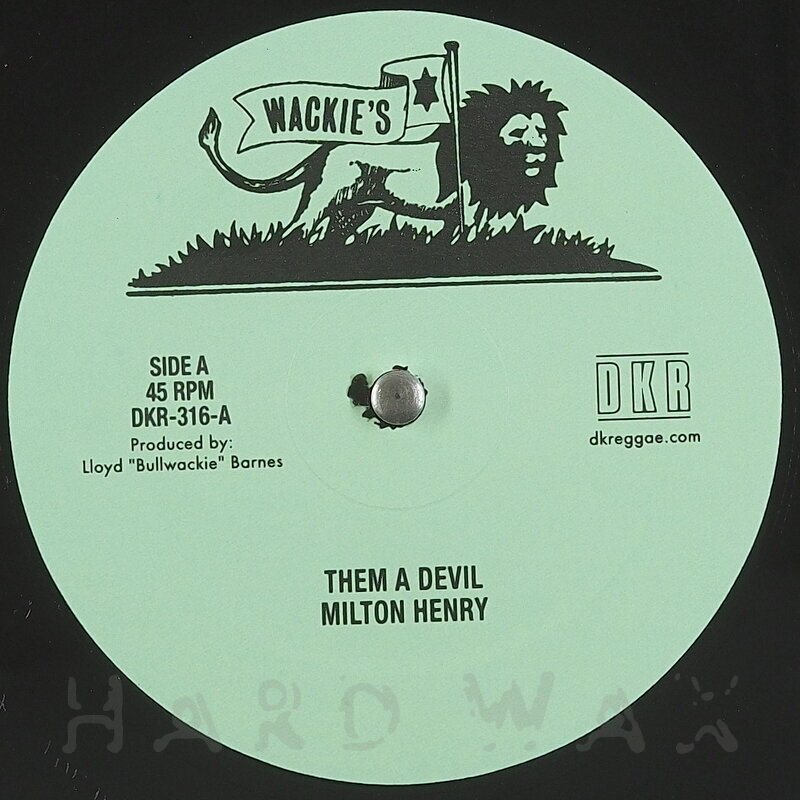 WACKIE'S
SIDE A
45 RPM
DKR-316-A
Produced by:
Lloyd "Bullwackie" Barnes
DKR
dkreggae.com
THEM A DEVIL
MILTON HENRY
HARD WAX